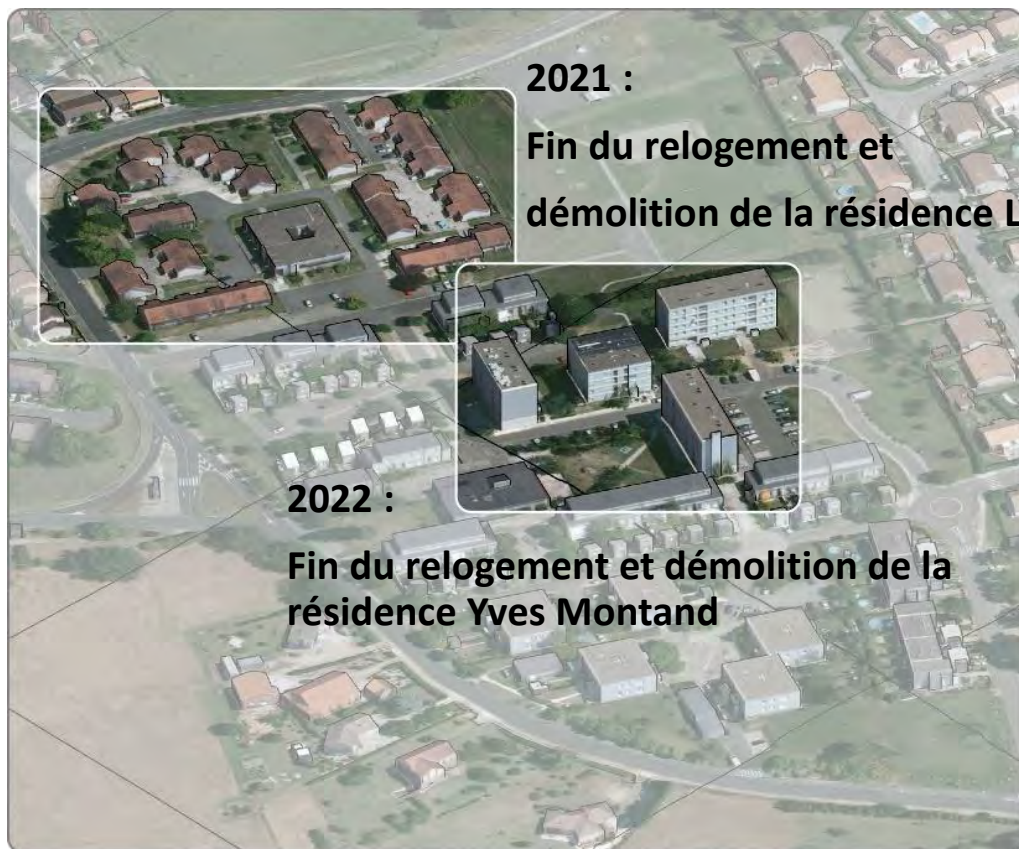 2021 :
Fin du relogement et
démolition de la résidence L
2022 :
Fin du relogement et démolition de la
résidence Yves Montand